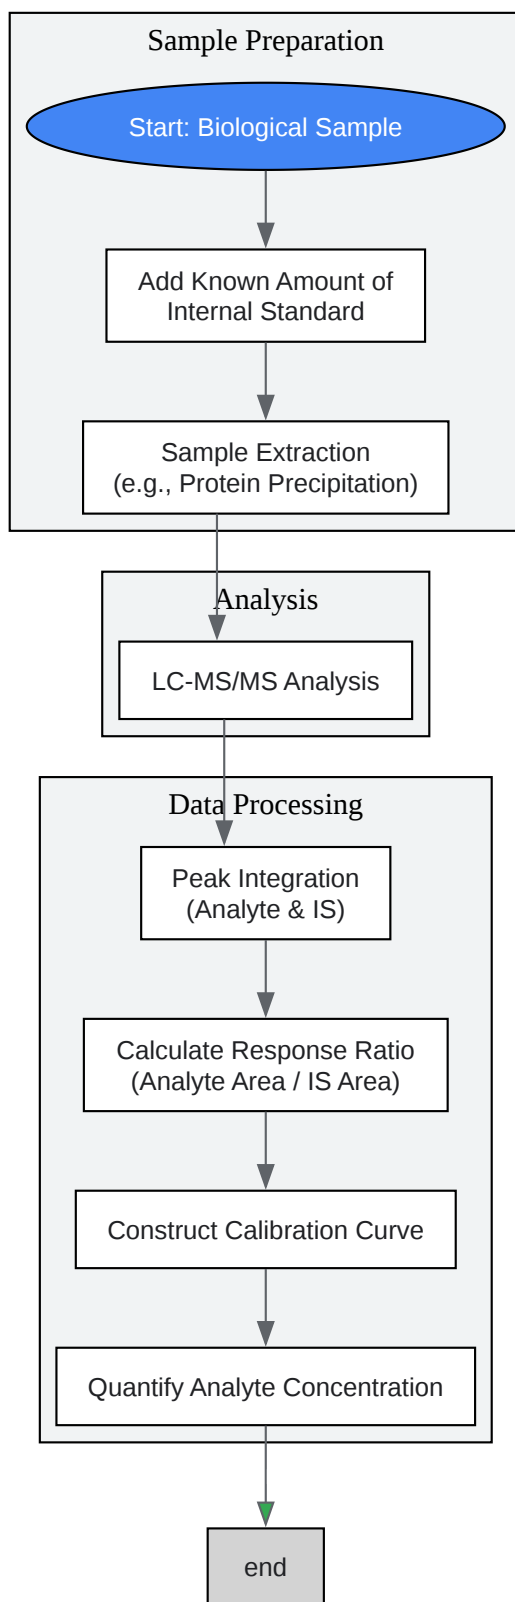 Sample Preparation
Start: Biological Sample
Add Known Amount of
Internal Standard
Sample Extraction
(e.g., Protein Precipitation)
Analysis
LC-MS/MS Analysis
Data Processing
Peak Integration
(Analyte & IS)
Calculate Response Ratio
(Analyte Area / IS Area)
Construct Calibration Curve
Quantify Analyte Concentration
end